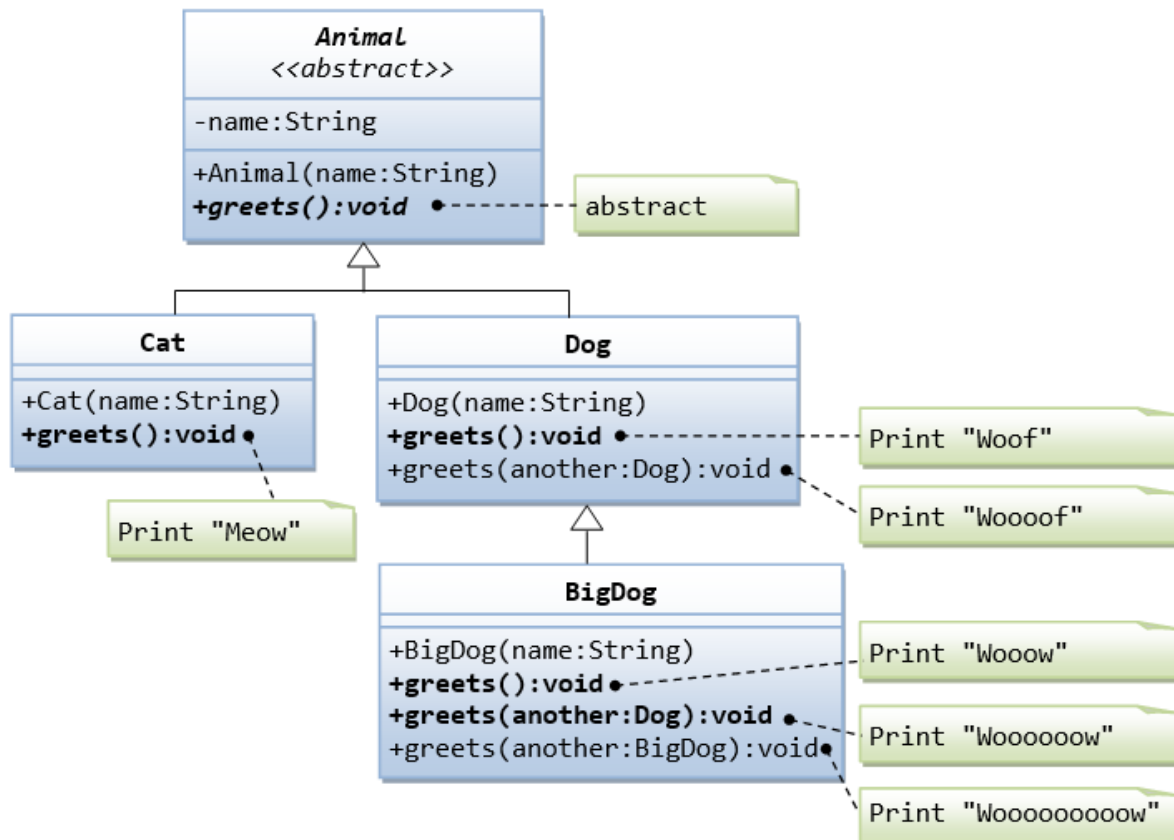 Animal
<<abstract>>
-name:String
+Animal(name:String)
+greets():void
abstract
Cat
+Cat(name:String)
+greets():void
Print "Meow"
Dog
+Dog(name:String)
+greets():void
+greets(another:Dog):void
Print "Woof"
Print "Woooof"
BigDog
+BigDog(name:String)
+greets():void
+greets(another:Dog):void
+greets(another:BigDog):void
Print "Wooow"
Print "Woooooow"
Print "Wooooooooow"